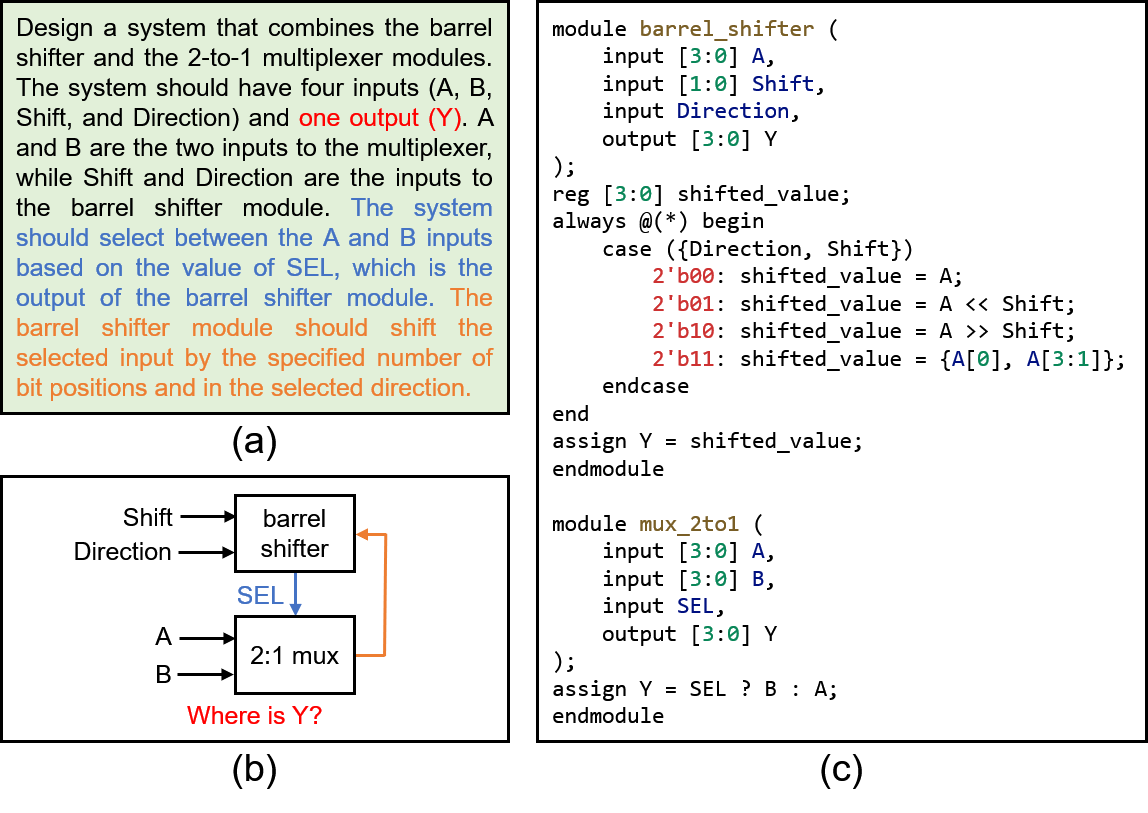 Design a system that combines the barrel
shifter and the 2-to-1 multiplexer modules.
The system should have four inputs (A, B,
Shift, and Direction) and one output (Y). A
and B are the two inputs to the multiplexer,
while Shift and Direction are the inputs to
the barrel shifter module. The system
should select between the A and B inputs
based on the value of SEL, which is the
output of the barrel shifter module. The
barrel shifter module should shift the
selected input by the specified number of
bit positions and in the selected direction.
(a)
Shift
Direction
barrel
shifter
SEL
A
B
2:1 mux
Where is Y?
(b)
module barrel_shifter (
    input [3:0] A,
    input [1:0] Shift,
    input Direction,
    output [3:0] Y
);
reg [3:0] shifted_value;
always @(*) begin
    case ({Direction, Shift})
        2'b00: shifted_value = A;
        2'b01: shifted_value = A << Shift;
        2'b10: shifted_value = A >> Shift;
        2'b11: shifted_value = {A[0], A[3:1]};
    endcase
end
assign Y = shifted_value;
endmodule
module mux_2to1 (
    input [3:0] A,
    input [3:0] B,
    input SEL,
    output [3:0] Y
);
assign Y = SEL ? B : A;
endmodule
(c)